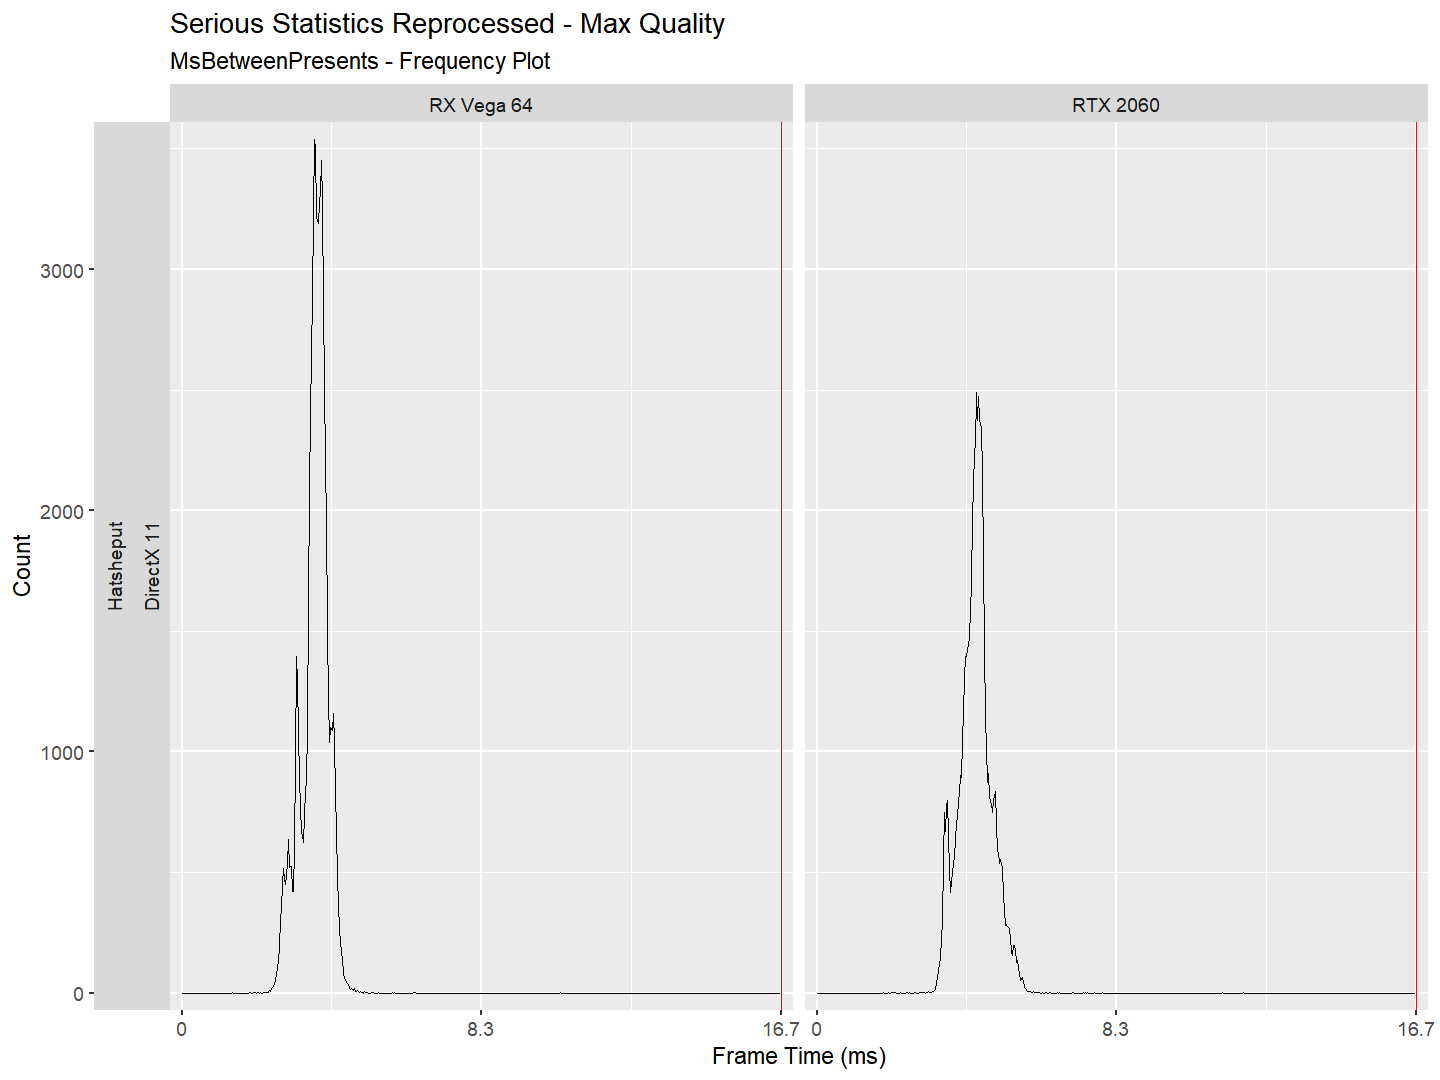 Serious Statistics Reprocessed - Max Quality
MsBetweenPresents - Frequency Plot
RX Vega 64
RTX 2060
3000
2000
1000
0
Count
Hatsheput
DirectX 11
0
8.3
16.7
0
8.3
16.7
Frame Time (ms)